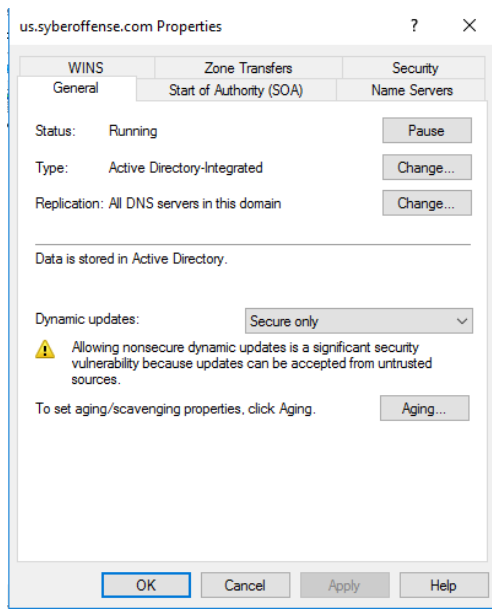 us.syberoffense.com Properties ? ×
WINS Zone Transfers Security
General Start of Authority (SOA) Name Servers
Status: Running Pause
Type: Active Directory-Integrated Change...
Replication: All DNS servers in this domain Change...
Data is stored in Active Directory.
Dynamic updates: Secure only
Allowing nonsecure dynamic updates is a significant security
vulnerability because updates can be accepted from untrusted
sources.
To set aging/scavenging properties, click Aging. Aging...
OK Cancel Apply Help